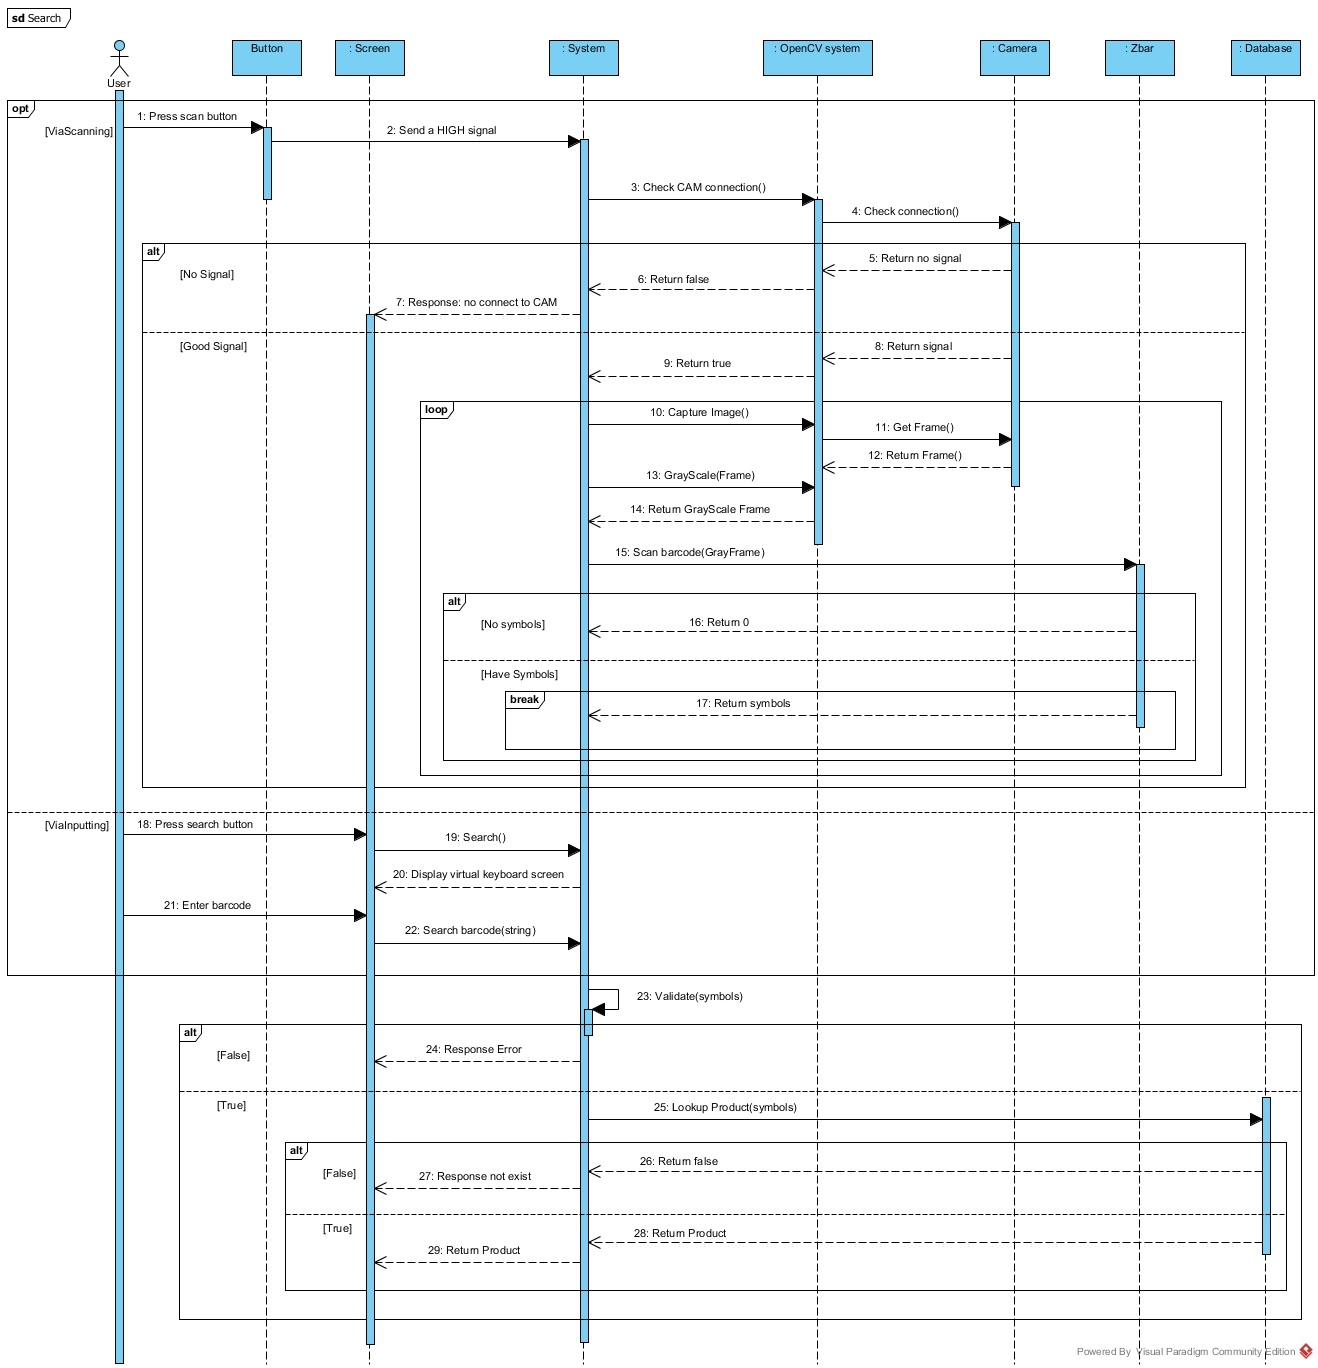 sd Search
User
Button
: Screen
: System
: OpenCV system
: Camera
: Zbar
: Database
opt
[ViaScanning]
1: Press scan button
2: Send a HIGH signal
3: Check CAM connection()
4: Check connection()
alt
[No Signal]
5: Return no signal
6: Return false
7: Response: no connect to CAM
[Good Signal]
8: Return signal
9: Return true
loop
10: Capture Image()
11: Get Frame()
12: Return Frame()
13: GrayScale(Frame)
14: Return GrayScale Frame
15: Scan barcode(GrayFrame)
alt
[No symbols]
16: Return 0
[Have Symbols]
break
17: Return symbols
[ViaInputting]
18: Press search button
19: Search()
20: Display virtual keyboard screen
21: Enter barcode
22: Search barcode(string)
23: Validate(symbols)
alt
[False]
24: Response Error
[True]
25: Lookup Product(symbols)
alt
[False]
26: Return false
27: Response not exist
[True]
28: Return Product
29: Return Product
Powered By Visual Paradigm Community Edition